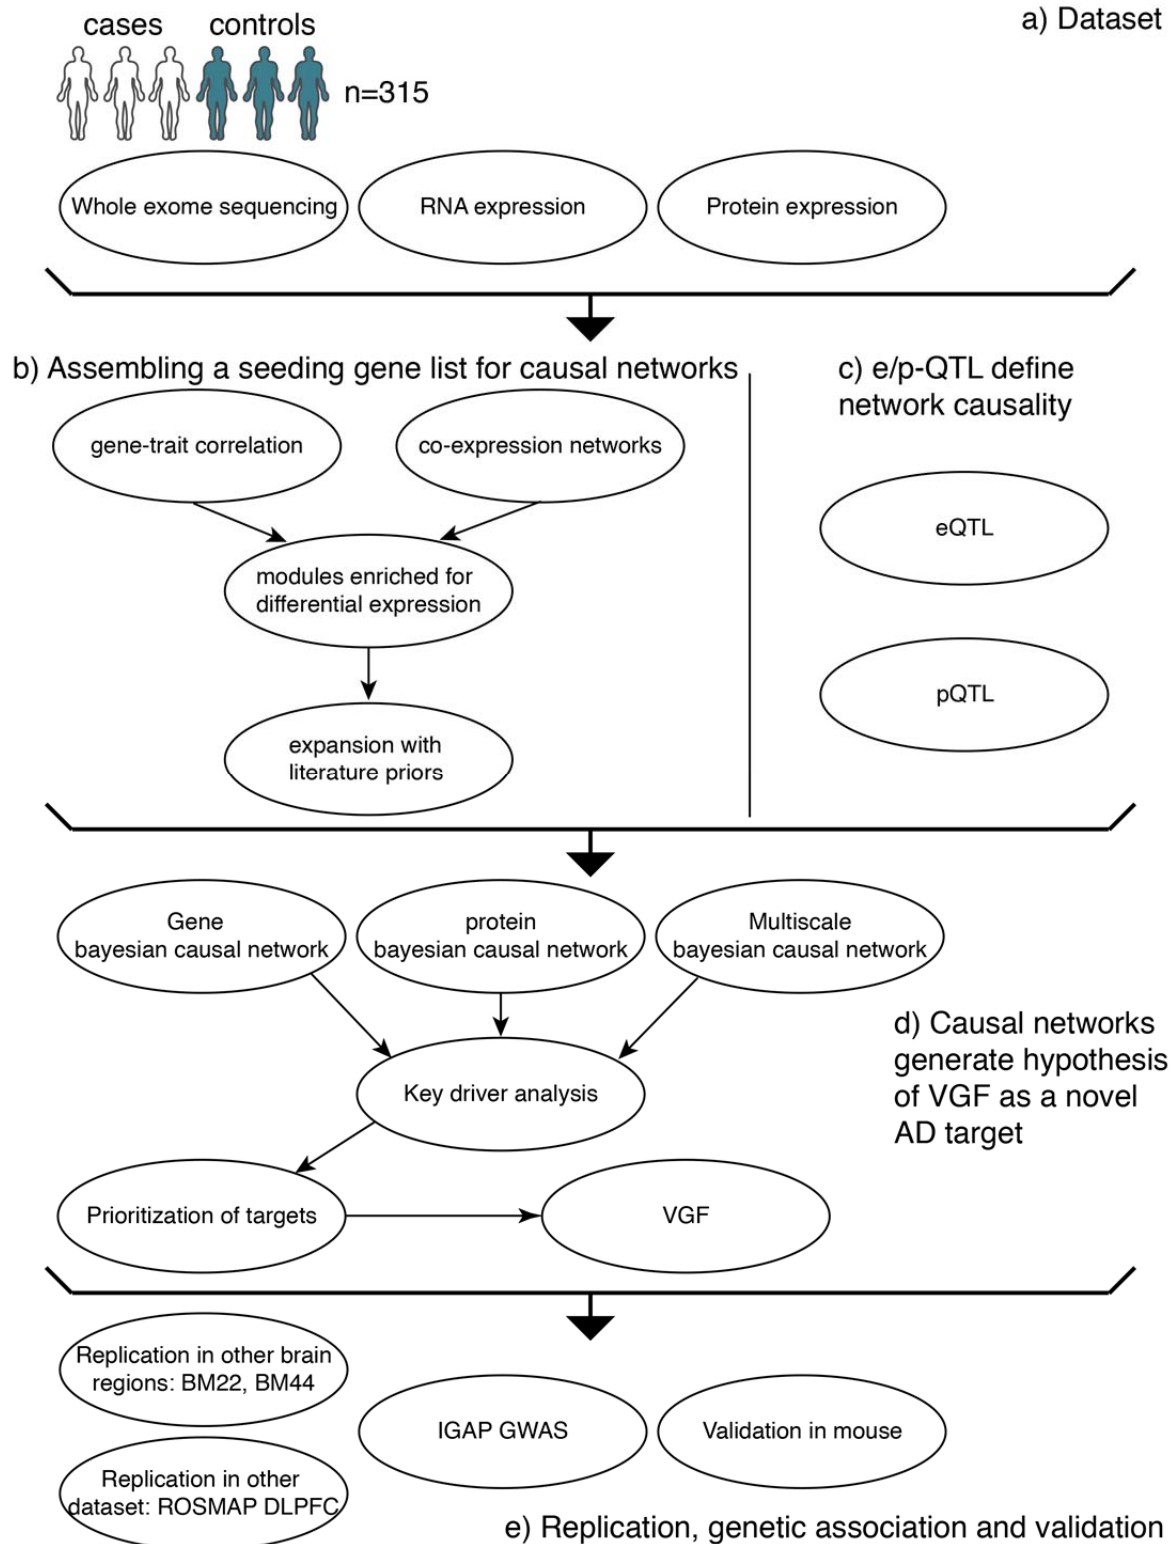 cases
controls
a) Dataset
n=315
Whole exome sequencing
RNA expression
Protein expression
b) Assembling a seeding gene list for causal networks
c) e/p-QTL define
network causality
gene-trait correlation
co-expression networks
eQTL
modules enriched for
differential expression
pQTL
expansion with
literature priors
Gene
bayesian causal network
protein
bayesian causal network
Multiscale
bayesian causal network
d) Causal networks
generate hypothesis
of VGF as a novel
AD target
Key driver analysis
Prioritization of targets
VGF
Replication in other brain
regions: BM22, BM44
IGAP GWAS
Validation in mouse
Replication in other
dataset: ROSMAP DLPFC
e) Replication, genetic association and validation